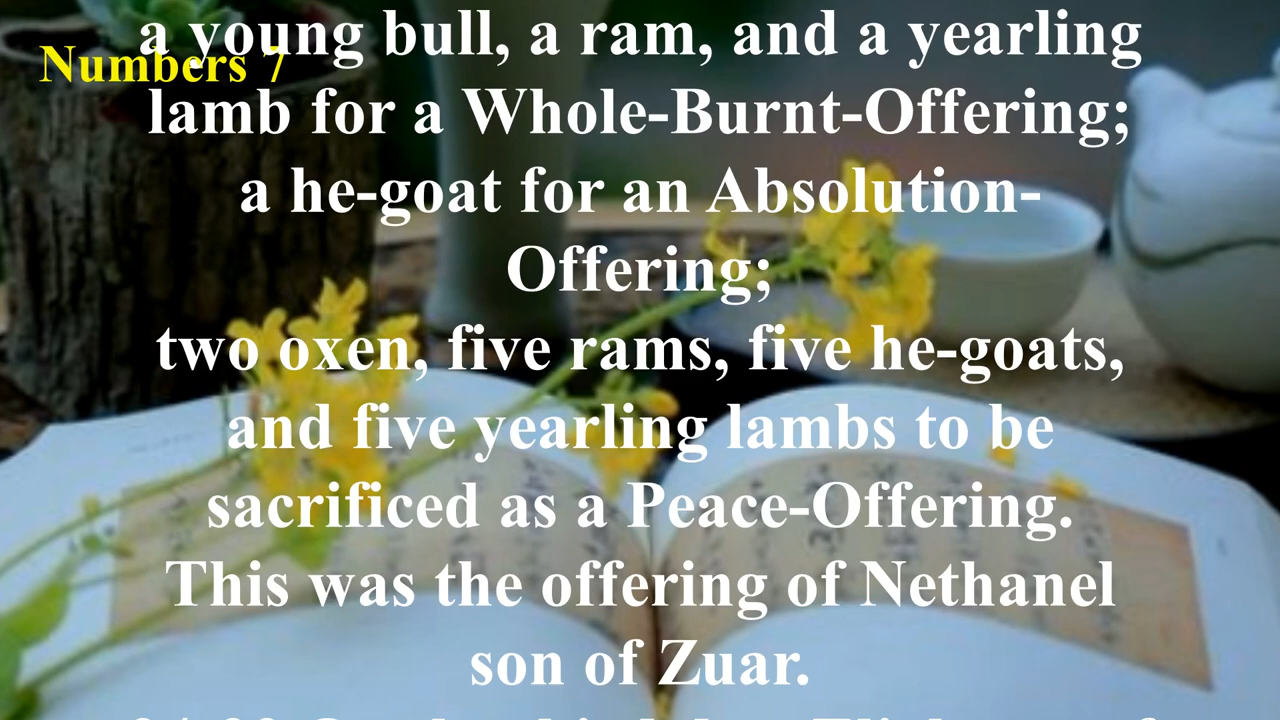 Numbers 7
a young bull, a ram, and a yearling
lamb for a Whole-Burnt-Offering;
a he-goat for an Absolution-
Offering;
two oxen, five rams, five he-goats,
and five yearling lambs to be
sacrificed as a Peace-Offering.
This was the offering of Nethanel
son of Zuar.